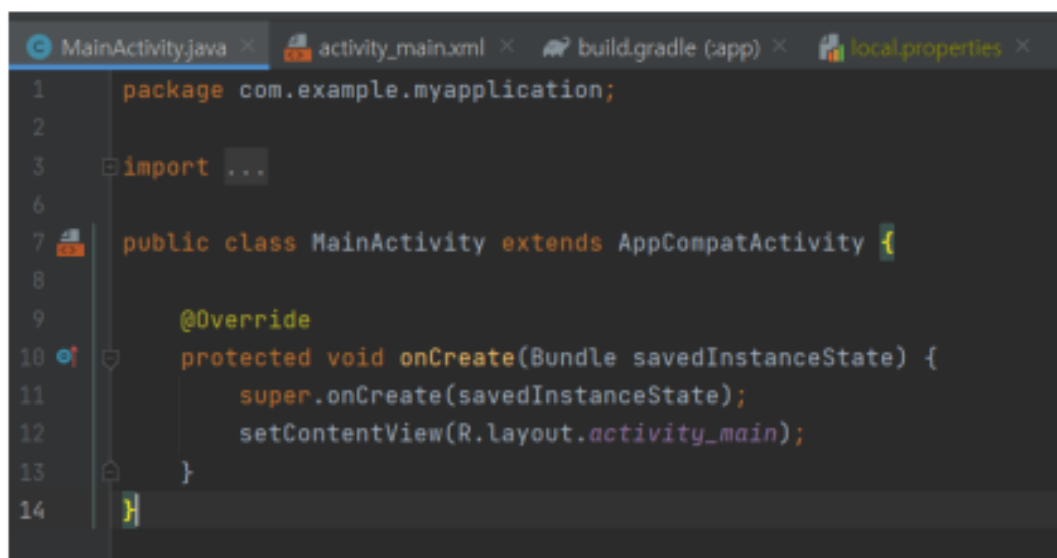 MainActivity.java activity_main.xml build.gradle (:app) local.properties
1 package com.example.myapplication;
2
3 import ...
6
7 public class MainActivity extends AppCompatActivity {
8
9 @Override
10 protected void onCreate(Bundle savedInstanceState) {
11 super.onCreate(savedInstanceState);
12 setContentView(R.layout.activity_main);
13 }
14 }